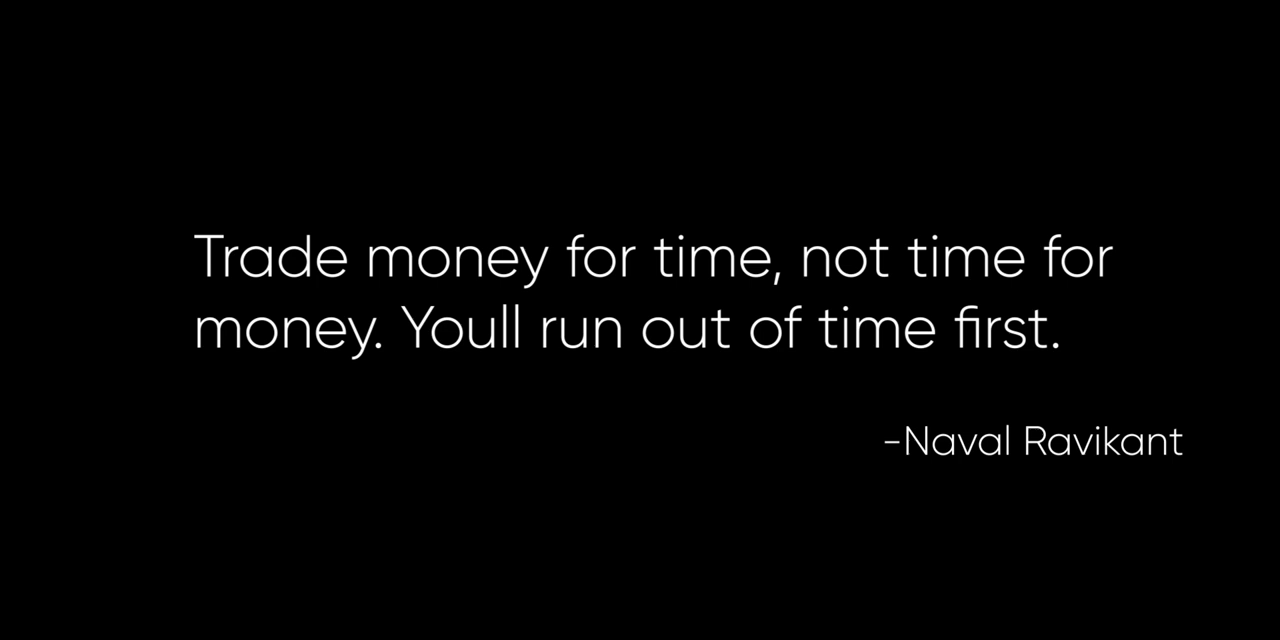 Trade money for time, not time for
money. Youll run out of time first.
-Naval Ravikant